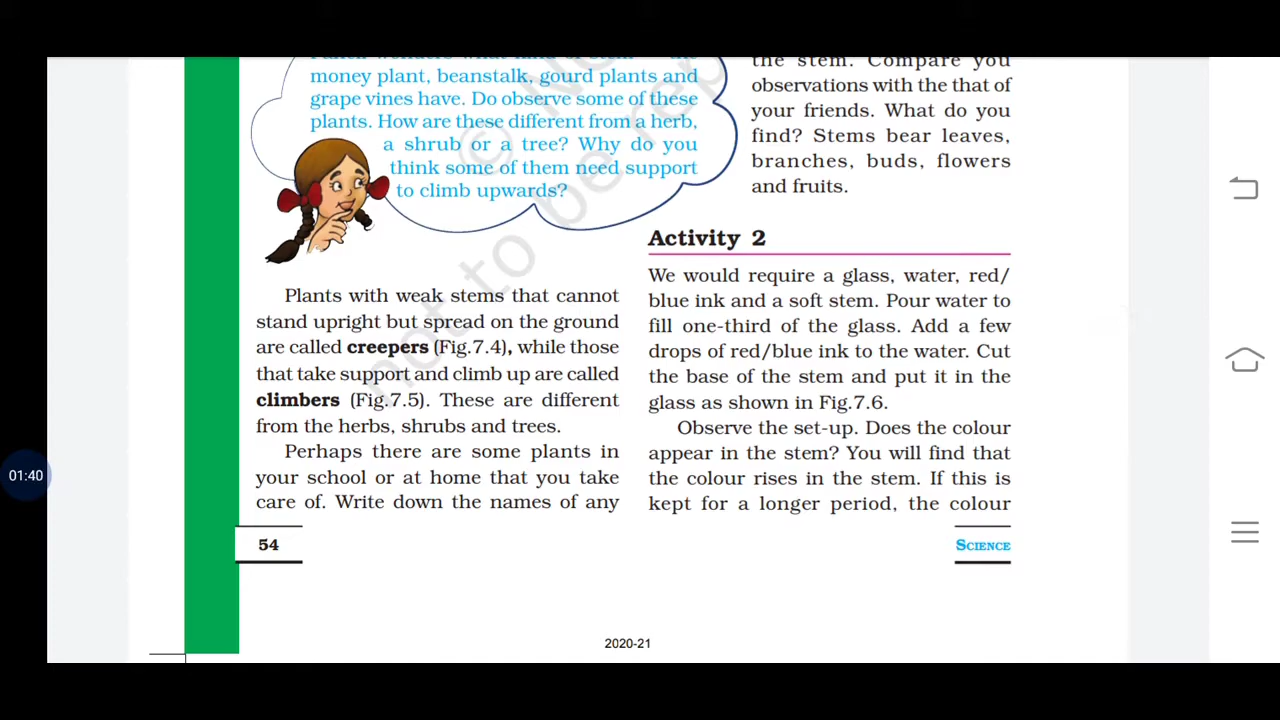 money plant, beanstalk, gourd plants and
grape vines have. Do observe some of these
plants. How are these different from a herb,
a shrub or a tree? Why do you
think some of them need support
to climb upwards?
Plants with weak stems that cannot
stand upright but spread on the ground
are called creepers (Fig.7.4), while those
that take support and climb up are called
climbers (Fig.7.5). These are different
from the herbs, shrubs and trees.
Perhaps there are some plants in
your school or at home that you take
care of. Write down the names of any
the stem. Compare you
observations with the that of
your friends. What do you
find? Stems bear leaves,
branches, buds, flowers
and fruits.
Activity 2
We would require a glass, water, red/
blue ink and a soft stem. Pour water to
fill one-third of the glass. Add a few
drops of red/blue ink to the water. Cut
the base of the stem and put it in the
glass as shown in Fig.7.6.
Observe the set-up. Does the colour
appear in the stem? You will find that
the colour rises in the stem. If this is
kept for a longer period, the colour
54
SCIENCE
2020-21
01:40
not to be rep